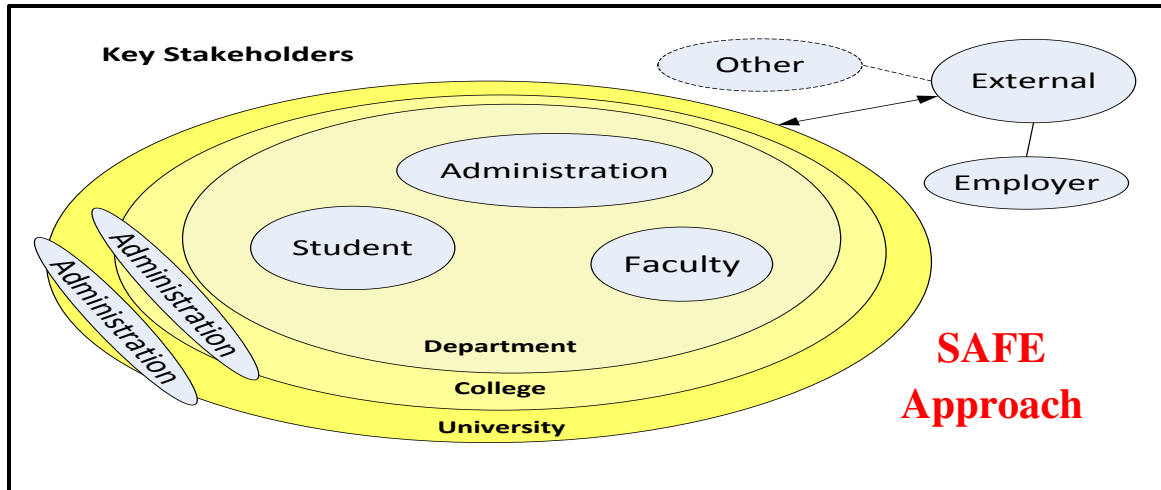 Key Stakeholders
Other
External
Employer
Administration
Student
Faculty
Administration
Administration
Department
College
University
SAFE
Approach